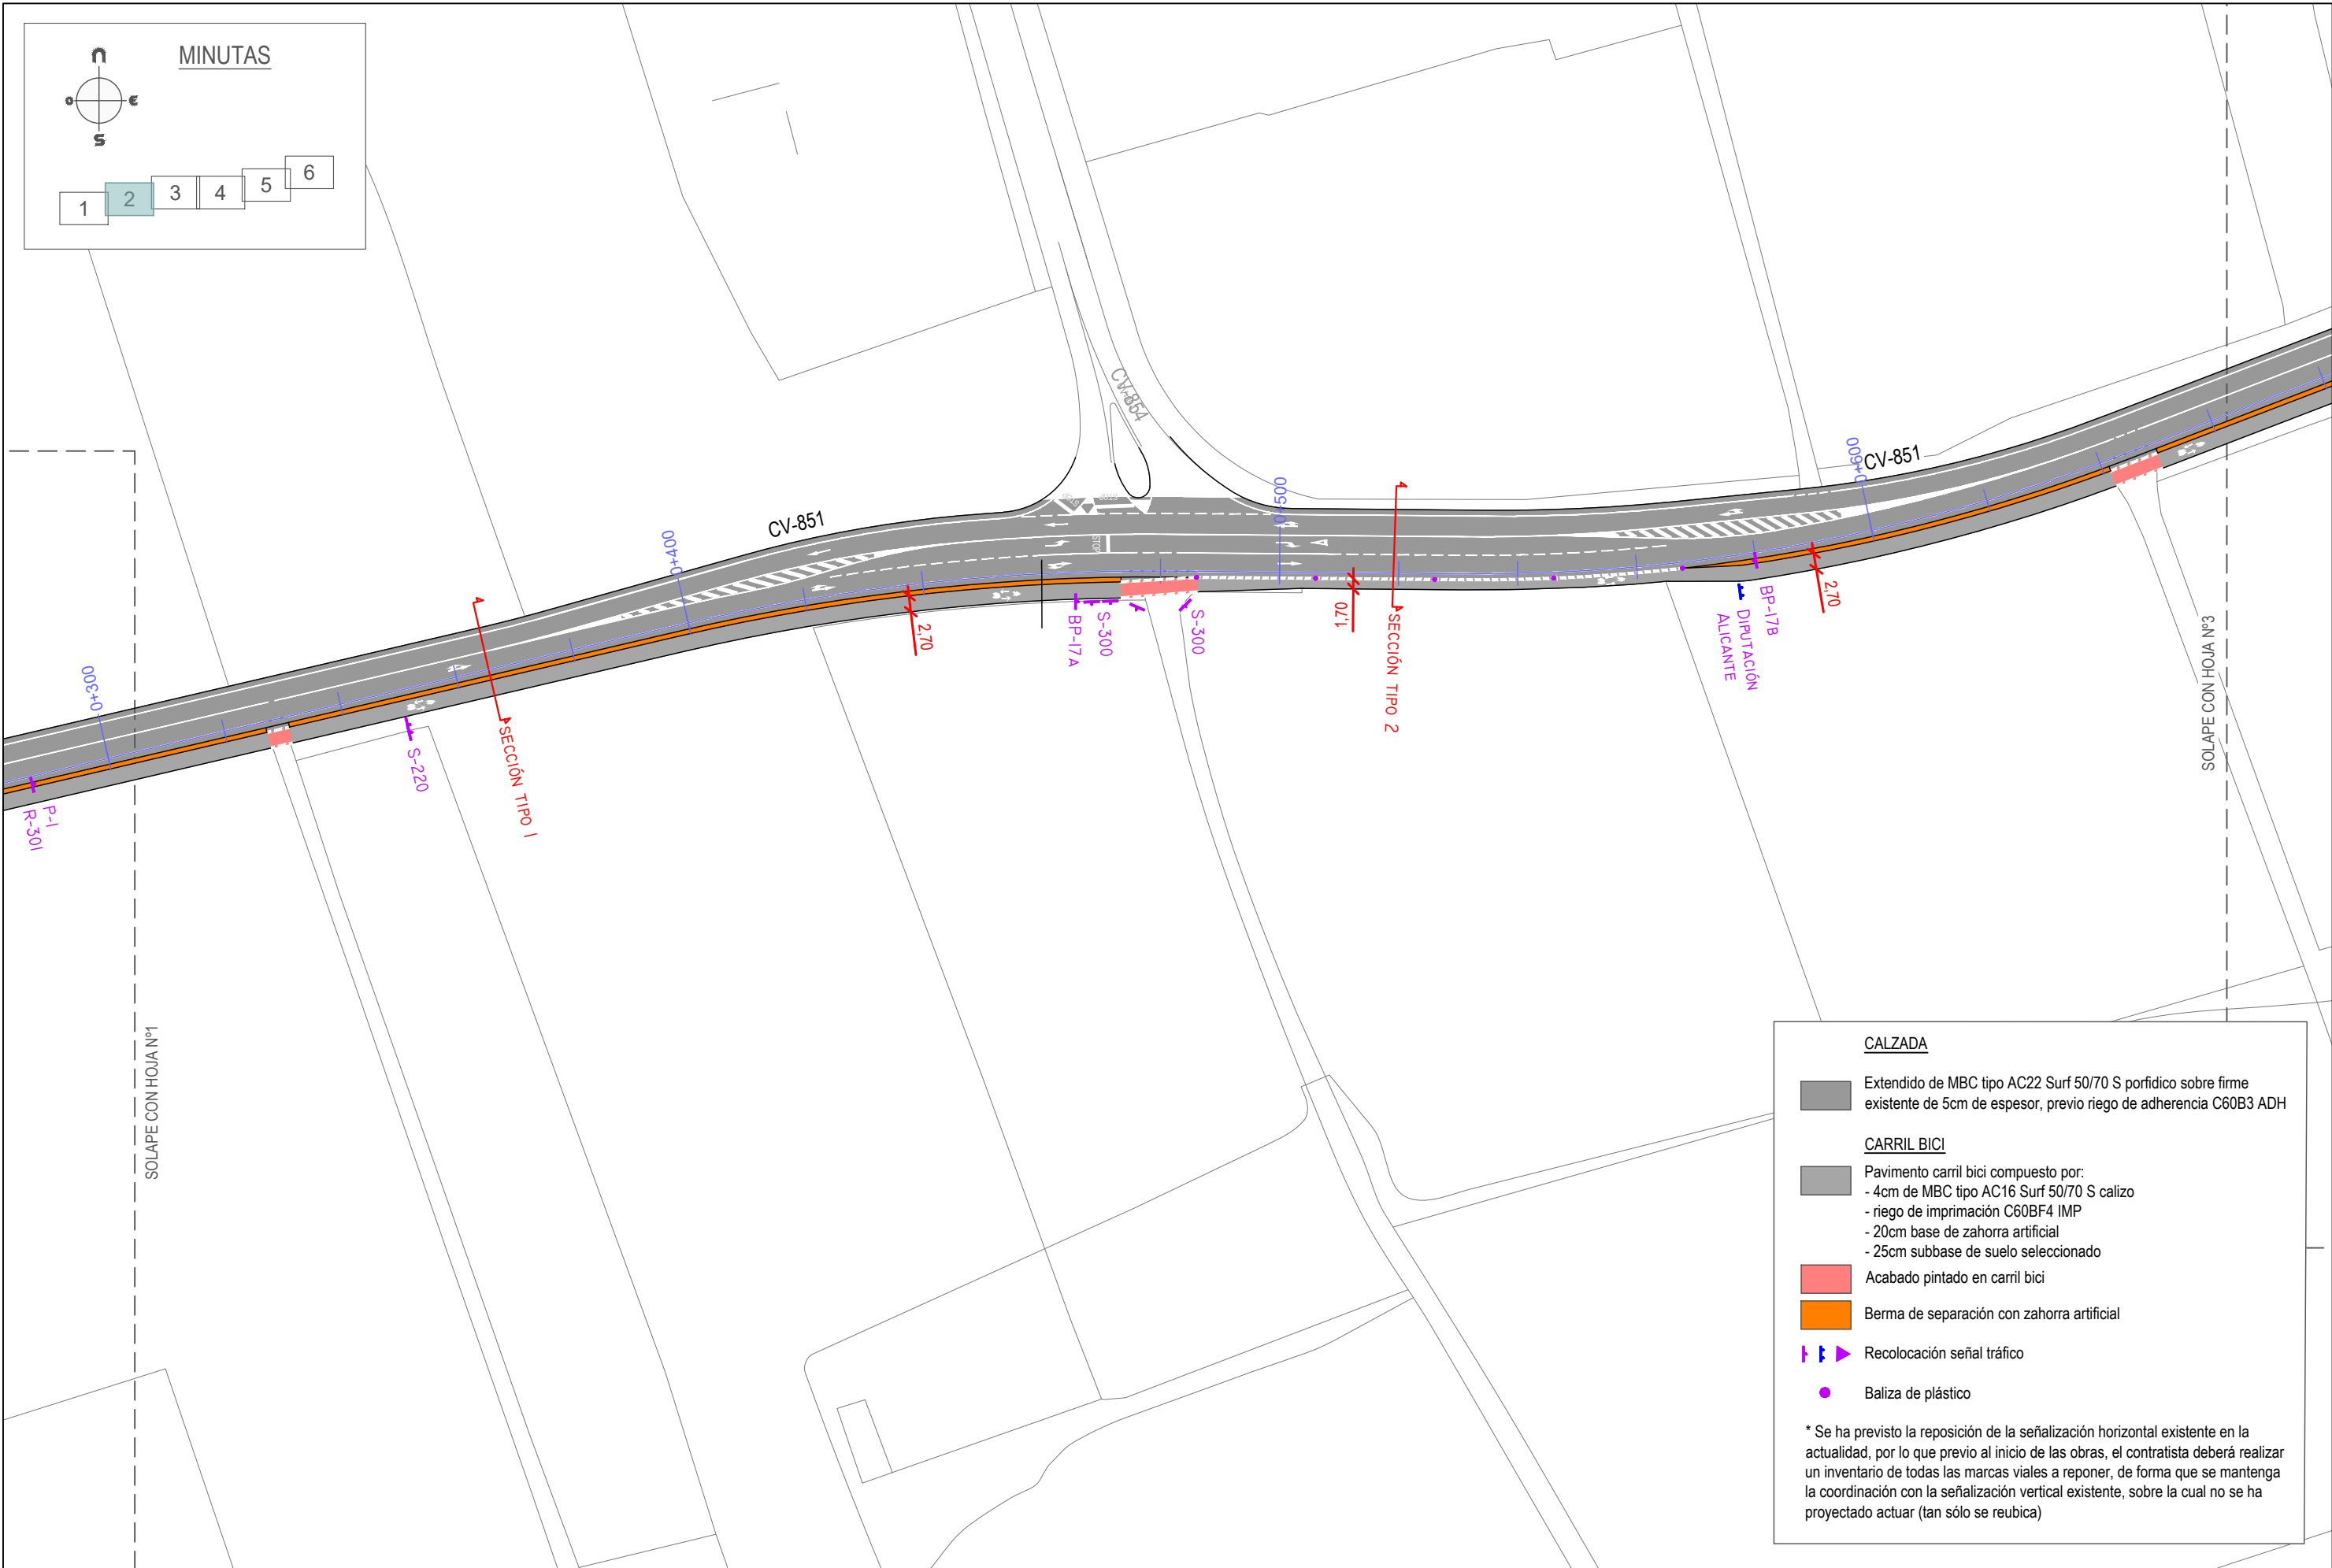 MINUTAS
N
O
E
S
1
2
3
4
5
6
CV-854
0+600
CV-851
0+500
CV-851
0+400
STOP
STOP
2,70
BP-17A
S-300
S-300
1,70
SECCIÓN TIPO 2
BP-17B
DIPUTACIÓN
ALICANTE
2,70
0+300
S-220
SECCIÓN TIPO 1
P-1
R-301
SOLAPE CON HOJA Nº3
SOLAPE CON HOJA Nº1
CALZADA
Extendido de MBC tipo AC22 Surf 50/70 S porfidico sobre firme
existente de 5cm de espesor, previo riego de adherencia C60B3 ADH
CARRIL BICI
Pavimento carril bici compuesto por:
- 4cm de MBC tipo AC16 Surf 50/70 S calizo
- riego de imprimación C60BF4 IMP
- 20cm base de zahorra artificial
- 25cm subbase de suelo seleccionado
Acabado pintado en carril bici
Berma de separación con zahorra artificial
Recolocación señal tráfico
Baliza de plástico
* Se ha previsto la reposición de la señalización horizontal existente en la
actualidad, por lo que previo al inicio de las obras, el contratista deberá realizar
un inventario de todas las marcas viales a reponer, de forma que se mantenga
la coordinación con la señalización vertical existente, sobre la cual no se ha
proyectado actuar (tan sólo se reubica)